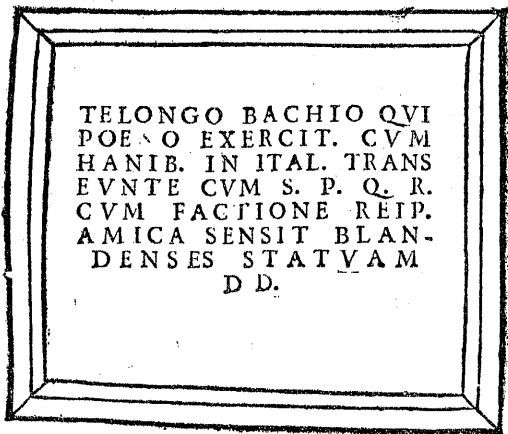 TELONGO BACHIO QVI
POENO EXERCIT. CVM
HANIB. IN ITAL. TRANS
EVNTE CVM S. P. Q. R.
CVM FACTIONE REIP.
AMICA SENSIT BLAN-
DENSES STATVAM
D D.